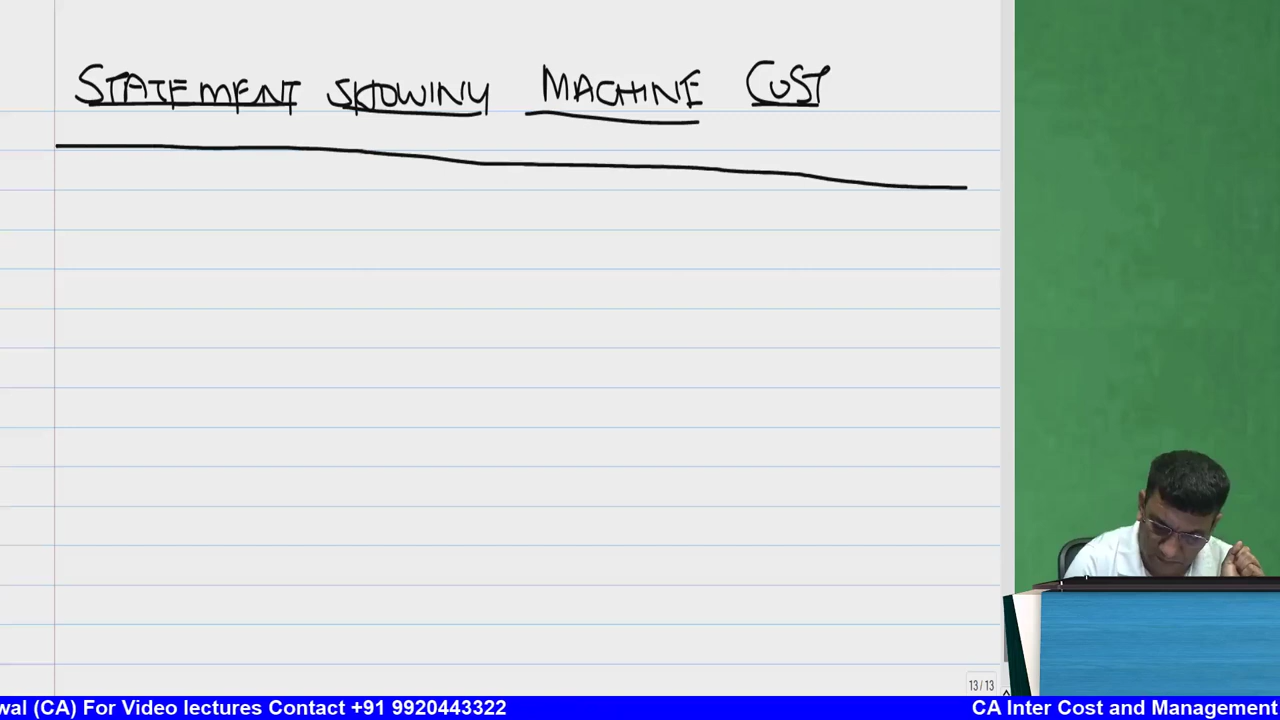 STATEMENT SHOWING MACHINE COST
13/13
wal (CA) For Video lectures Contact +91 9920443322
CA Inter Cost and Management